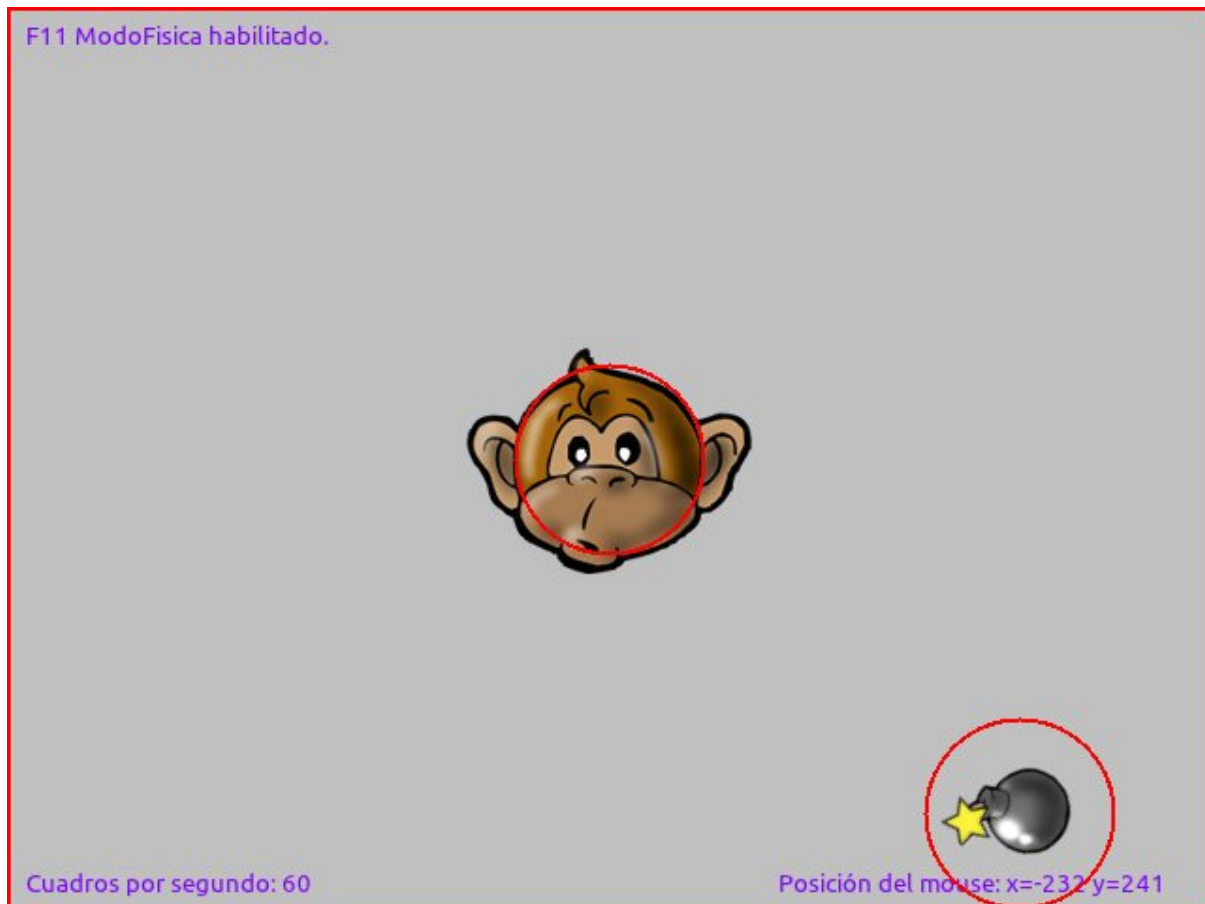 F11 ModoFisica habilitado.
Cuadros por segundo: 60
Posición del mouse: x=-232 y=241